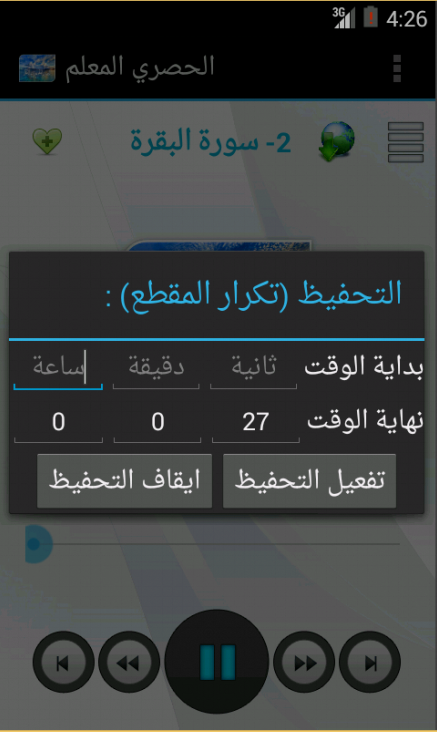 3G 4:26
الحصري المعلم
2- سورة البقرة
التحفيظ (تكرار المقطع) :
بداية الوقت ثانية دقيقة ساعة
نهاية الوقت 27 0 0
تفعيل التحفيظ ايقاف التحفيظ